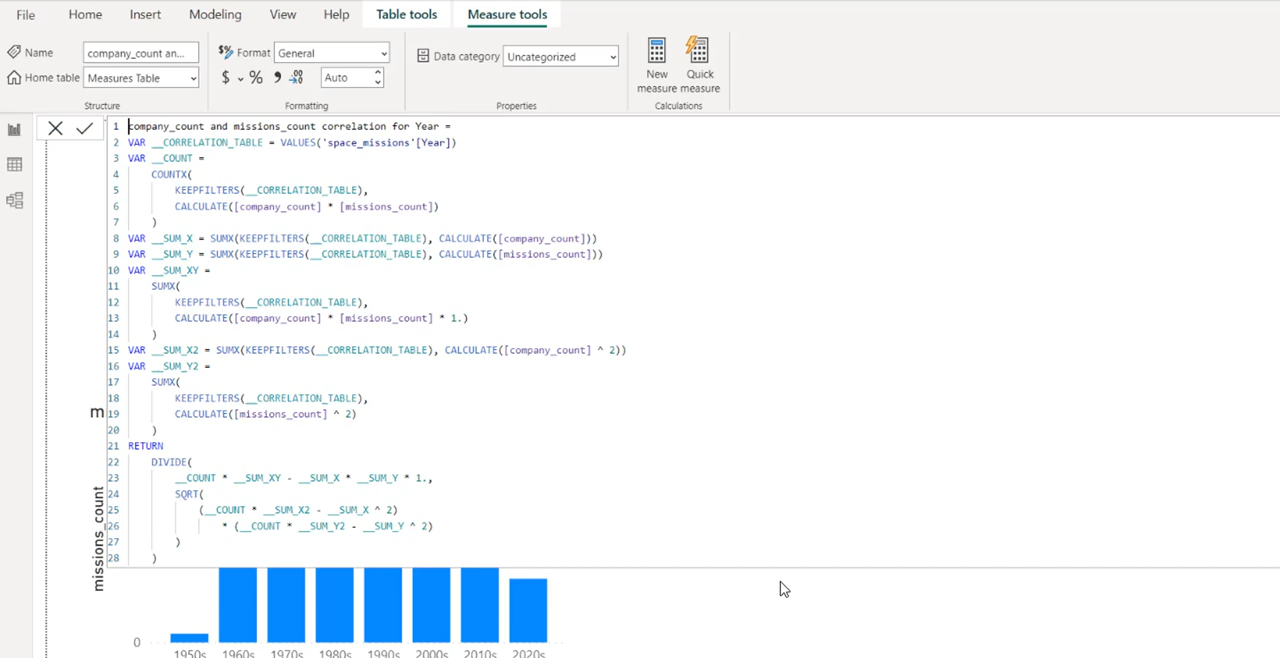 File Home Insert Modeling View Help Table tools Measure tools
Name company_count an... $% Format General Data category Uncategorized New measure Quick measure
Home table Measures Table $ % , .00 Auto
Structure Formatting Properties Calculations
1 company_count and missions_count correlation for Year =
2 VAR __CORRELATION_TABLE = VALUES('space_missions'[Year])
3 VAR __COUNT =
4 COUNTX(
5 KEEPFILTERS(__CORRELATION_TABLE),
6 CALCULATE([company_count] * [missions_count])
7 )
8 VAR __SUM_X = SUMX(KEEPFILTERS(__CORRELATION_TABLE), CALCULATE([company_count]))
9 VAR __SUM_Y = SUMX(KEEPFILTERS(__CORRELATION_TABLE), CALCULATE([missions_count]))
10 VAR __SUM_XY =
11 SUMX(
12 KEEPFILTERS(__CORRELATION_TABLE),
13 CALCULATE([company_count] * [missions_count] * 1.)
14 )
15 VAR __SUM_X2 = SUMX(KEEPFILTERS(__CORRELATION_TABLE), CALCULATE([company_count] ^ 2))
16 VAR __SUM_Y2 =
17 SUMX(
18 KEEPFILTERS(__CORRELATION_TABLE),
m 19 CALCULATE([missions_count] ^ 2)
20 )
21 RETURN
22 DIVIDE(
23 __COUNT * __SUM_XY - __SUM_X * __SUM_Y * 1.,
24 SQRT(
25 (__COUNT * __SUM_X2 - __SUM_X ^ 2)
26 * (__COUNT * __SUM_Y2 - __SUM_Y ^ 2)
27 )
28 )
missions_count
0
1950s 1960s 1970s 1980s 1990s 2000s 2010s 2020s